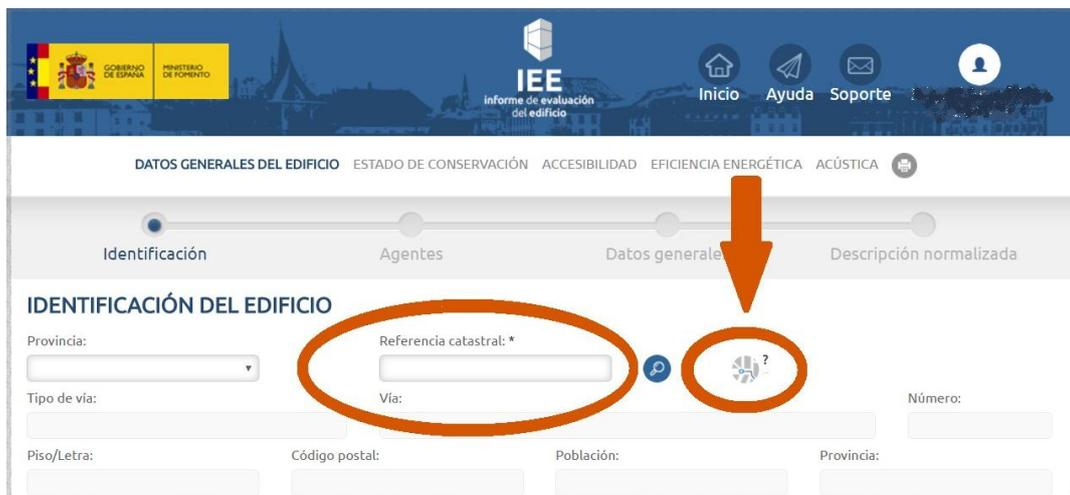 GOBIERNO
DE ESPAÑA
MINISTERIO
DE FOMENTO
IEE
informe de evaluación
del edificio
Inicio
Ayuda
Soporte
DATOS GENERALES DEL EDIFICIO ESTADO DE CONSERVACIÓN ACCESIBILIDAD EFICIENCIA ENERGÉTICA ACÚSTICA
Identificación
Agentes
Datos generale
Descripción normalizada
IDENTIFICACIÓN DEL EDIFICIO
Provincia:
Referencia catastral: *
?
Tipo de vía:
Vía:
Número:
Piso/Letra:
Código postal:
Población:
Provincia: